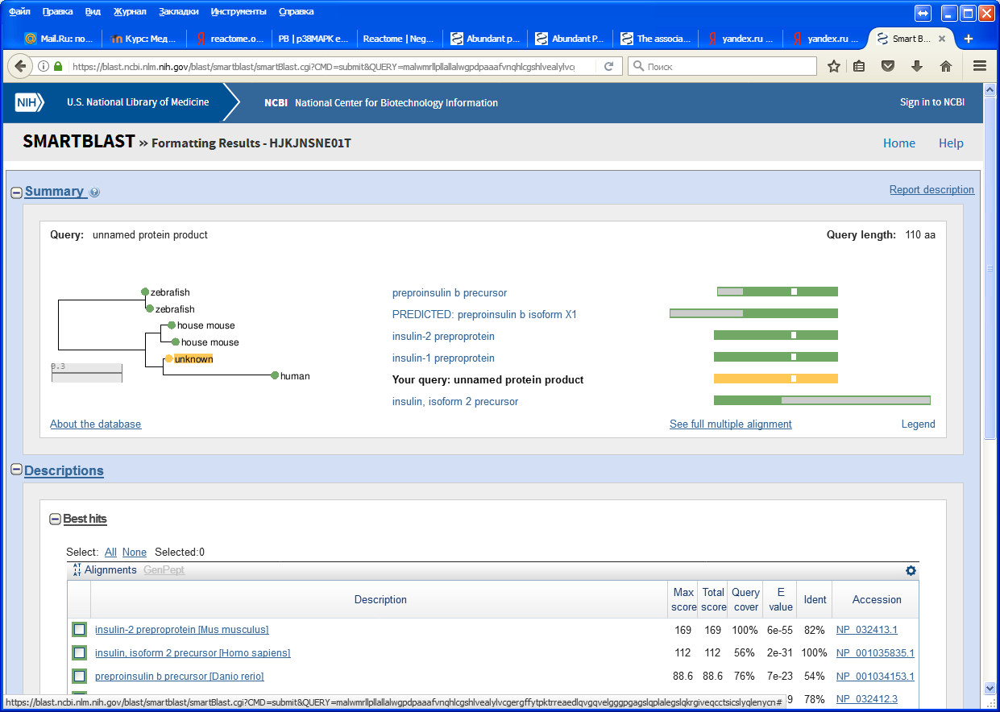 Файл Правка Вид Журнал Закладки Инструменты Справка
Mail.Ru: по... Курс: Мед... reactome.o... PB | p38MAPK e... Reactome | Neg... Abundant p... Abundant P... The associa... yandex.ru ... yandex.ru ... Smart B...
https://blast.ncbi.nlm.nih.gov/blast/smartblast/smartBlast.cgi?CMD=submit&QUERY=malwmrllpllallalwgpdpaaafvnqhlcgshlvealylvcg Поиск
NIH U.S. National Library of Medicine NCBI National Center for Biotechnology Information Sign in to NCBI
SMARTBLAST » Formatting Results - HJKJNSNE01T Home Help
Summary Report description
Query: unnamed protein product Query length: 110 aa
zebrafish preproinsulin b precursor
zebrafish PREDICTED: preproinsulin b isoform X1
house mouse insulin-2 preproprotein
house mouse insulin-1 preproprotein
unknown Your query: unnamed protein product
0.3
human insulin, isoform 2 precursor
About the database See full multiple alignment Legend
Descriptions
Best hits
Select: All None Selected:0
Alignments GenPept
Description Max score Total score Query cover E value Ident Accession
insulin-2 preproprotein [Mus musculus] 169 169 100% 6e-55 82% NP_032413.1
insulin, isoform 2 precursor [Homo sapiens] 112 112 56% 2e-31 100% NP_001035835.1
preproinsulin b precursor [Danio rerio] 88.6 88.6 76% 7e-23 54% NP_001034153.1
9 78% NP_032412.3
https://blast.ncbi.nlm.nih.gov/blast/smartblast/smartBlast.cgi?CMD=submit&QUERY=malwmrllpllallalwgpdpaaafvnqhlcgshlvealylvcgergffytpktrreaedlqvgqvelgggpgagslqplalegslqkrgiveqcctsicslyqlenycn#